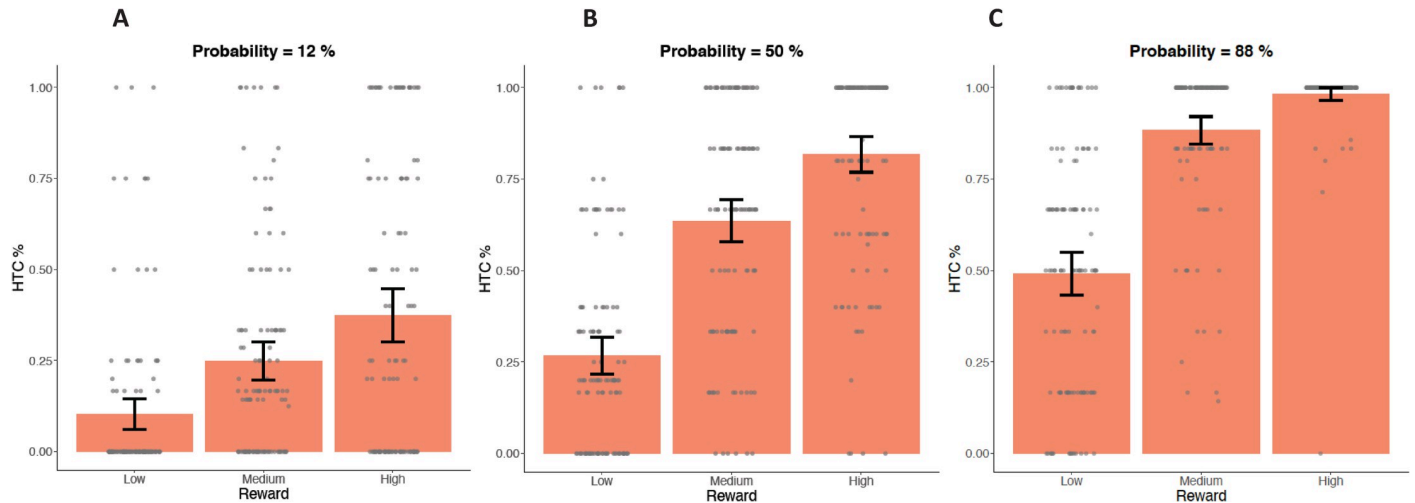 A
Probability = 12 %
HTC %
1.00
0.75
0.50
0.25
0.00
Low Medium High
Reward
B
Probability = 50 %
HTC %
1.00
0.75
0.50
0.25
0.00
Low Medium High
Reward
C
Probability = 88 %
HTC %
1.00
0.75
0.50
0.25
0.00
Low Medium High
Reward